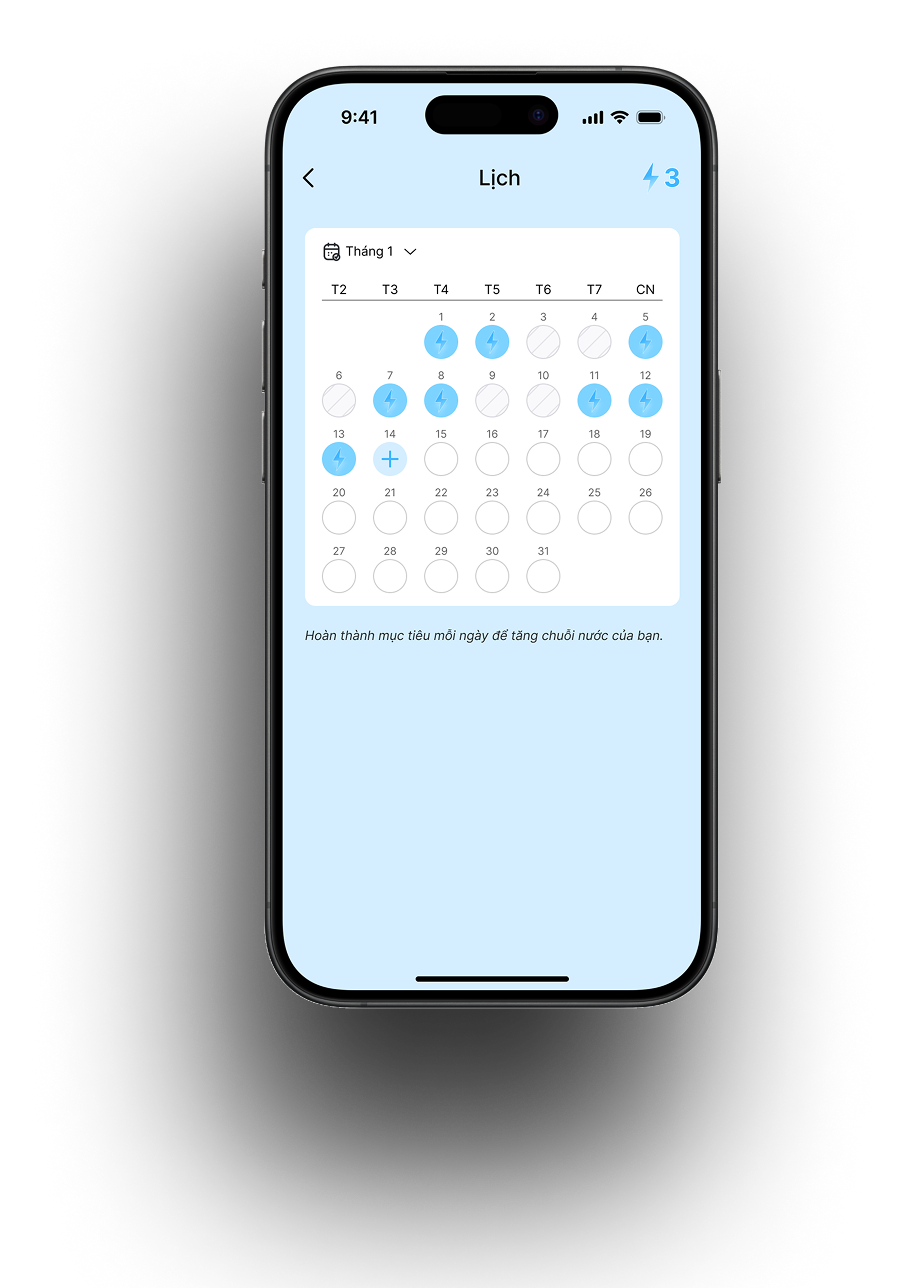 9:41
Lịch
3
Tháng 1
T2 T3 T4 T5 T6 T7 CN
1 2 3 4 5
6 7 8 9 10 11 12
13 14 15 16 17 18 19
20 21 22 23 24 25 26
27 28 29 30 31
Hoàn thành mục tiêu mỗi ngày để tăng chuỗi nước của bạn.